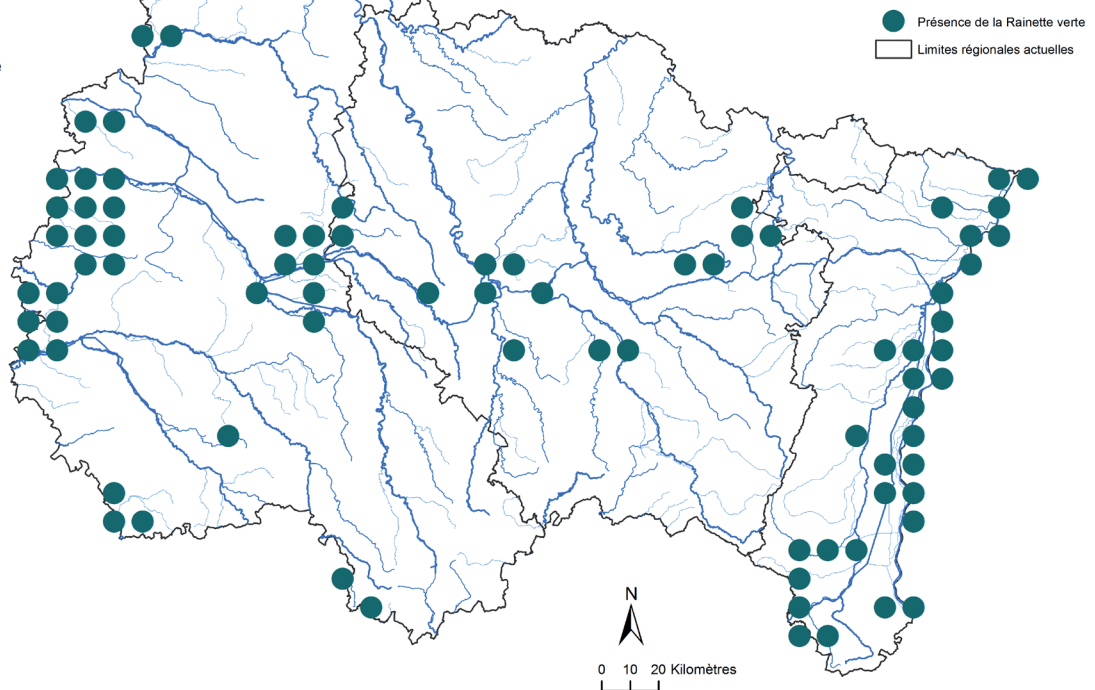 Présence de la Rainette verte
Limites régionales actuelles
N
0 10 20 Kilomètres